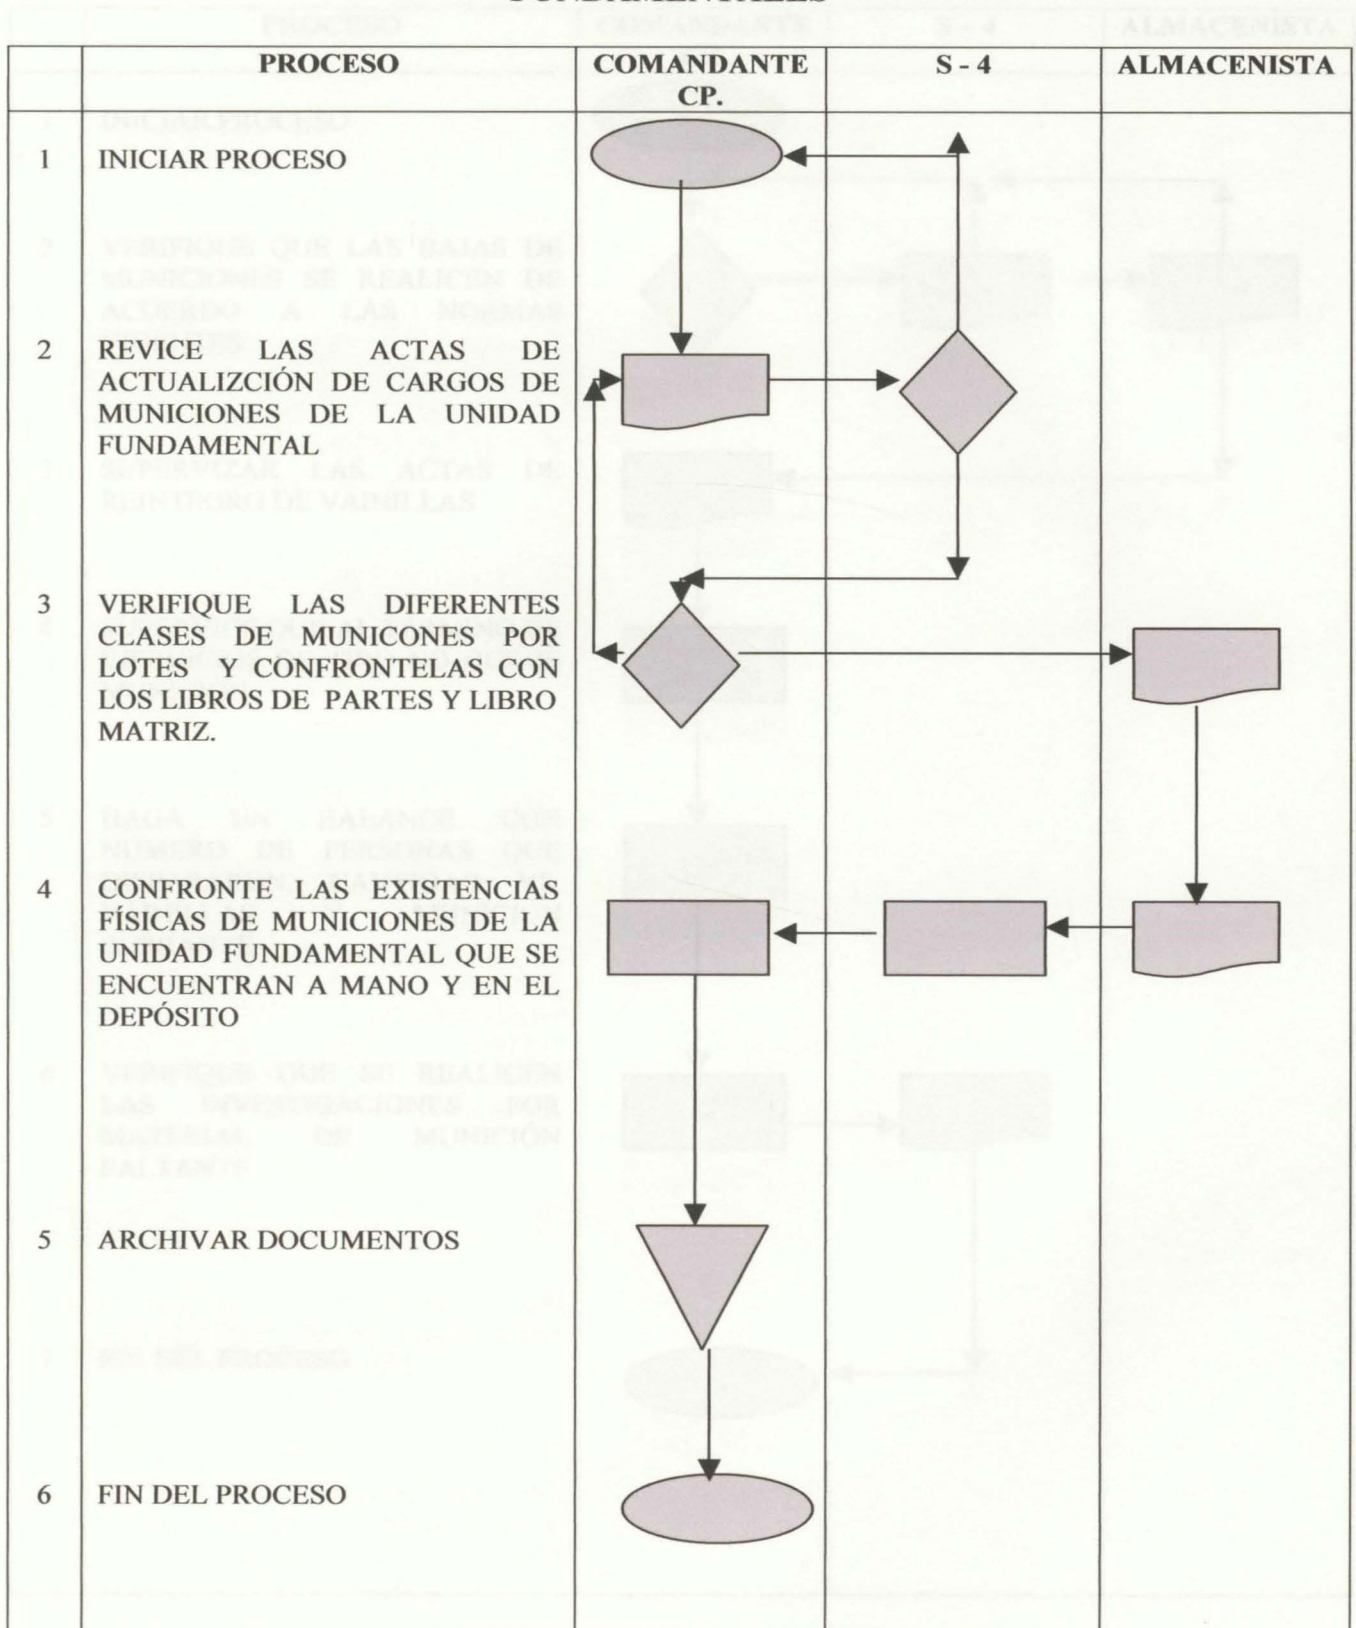 PROCESO COMANDANTE CP. S - 4 ALMACENISTA
1 INICIAR PROCESO
2 REVICE LAS ACTAS DE
ACTUALIZCIÓN DE CARGOS DE
MUNICIONES DE LA UNIDAD
FUNDAMENTAL
3 VERIFIQUE LAS DIFERENTES
CLASES DE MUNICONES POR
LOTES Y CONFRÓNTELAS CON
LOS LIBROS DE PARTES Y LIBRO
MATRIZ.
4 CONFRONTE LAS EXISTENCIAS
FÍSICAS DE MUNICIONES DE LA
UNIDAD FUNDAMENTAL QUE SE
ENCUENTRAN A MANO Y EN EL
DEPÓSITO
5 ARCHIVAR DOCUMENTOS
6 FIN DEL PROCESO